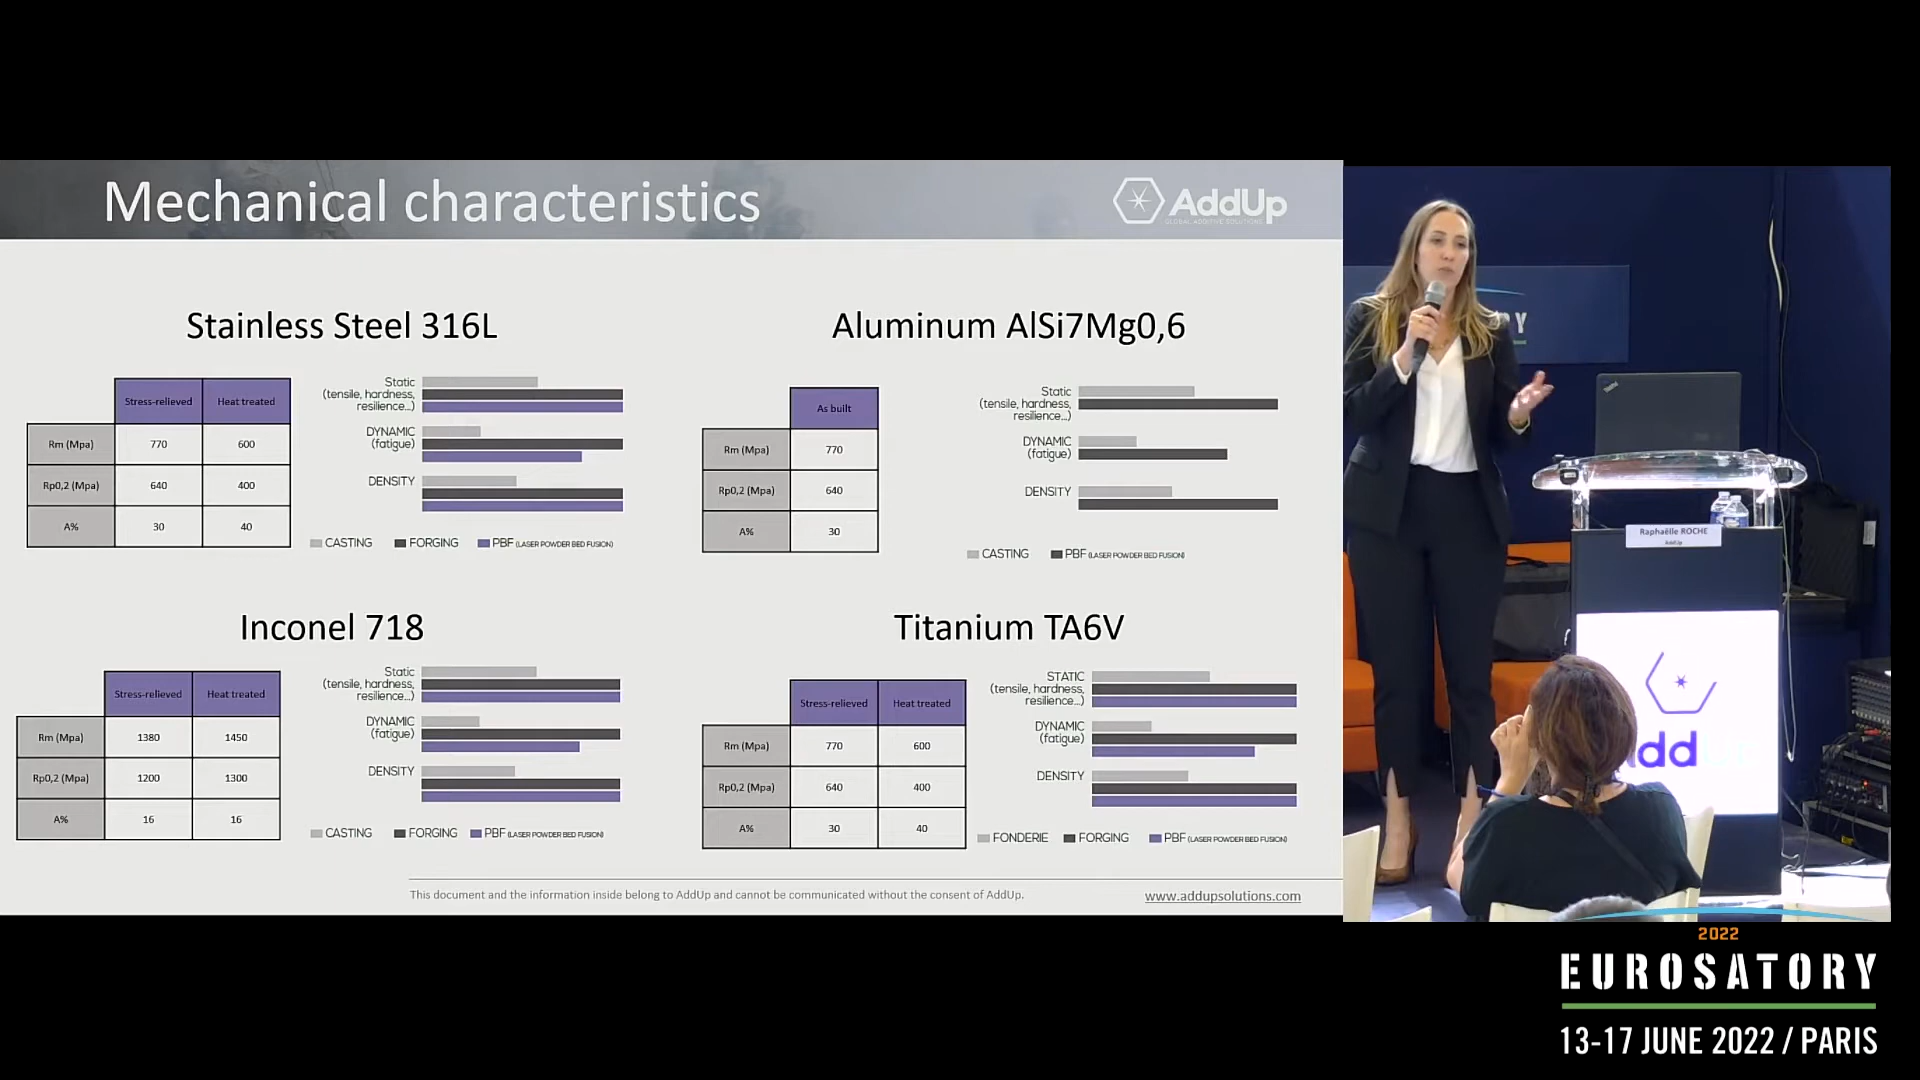 Mechanical characteristics
AddUp
GLOBAL ADDITIVE SOLUTIONS
Stainless Steel 316L
Stress-relieved Heat treated
Rm (Mpa) 770 600
Rp0,2 (Mpa) 640 400
A% 30 40
Static
(tensile, hardness,
resilience...)
DYNAMIC
(fatigue)
DENSITY
CASTING FORGING PBF (LASER POWDER BED FUSION)
Aluminum AlSi7Mg0,6
As built
Rm (Mpa) 770
Rp0,2 (Mpa) 640
A% 30
Static
(tensile, hardness,
resilience...)
DYNAMIC
(fatigue)
DENSITY
CASTING PBF (LASER POWDER BED FUSION)
Inconel 718
Stress-relieved Heat treated
Rm (Mpa) 1380 1450
Rp0,2 (Mpa) 1200 1300
A% 16 16
Static
(tensile, hardness,
resilience...)
DYNAMIC
(fatigue)
DENSITY
CASTING FORGING PBF (LASER POWDER BED FUSION)
Titanium TA6V
Stress-relieved Heat treated
Rm (Mpa) 770 600
Rp0,2 (Mpa) 640 400
A% 30 40
STATIC
(tensile, hardness,
resilience...)
DYNAMIC
(fatigue)
DENSITY
FONDERIE FORGING PBF (LASER POWDER BED FUSION)
This document and the information inside belong to AddUp and cannot be communicated without the consent of AddUp.
www.addupsolutions.com
Raphaëlle ROCHE
AddUp
2022
EUROSATORY
13-17 JUNE 2022 / PARIS